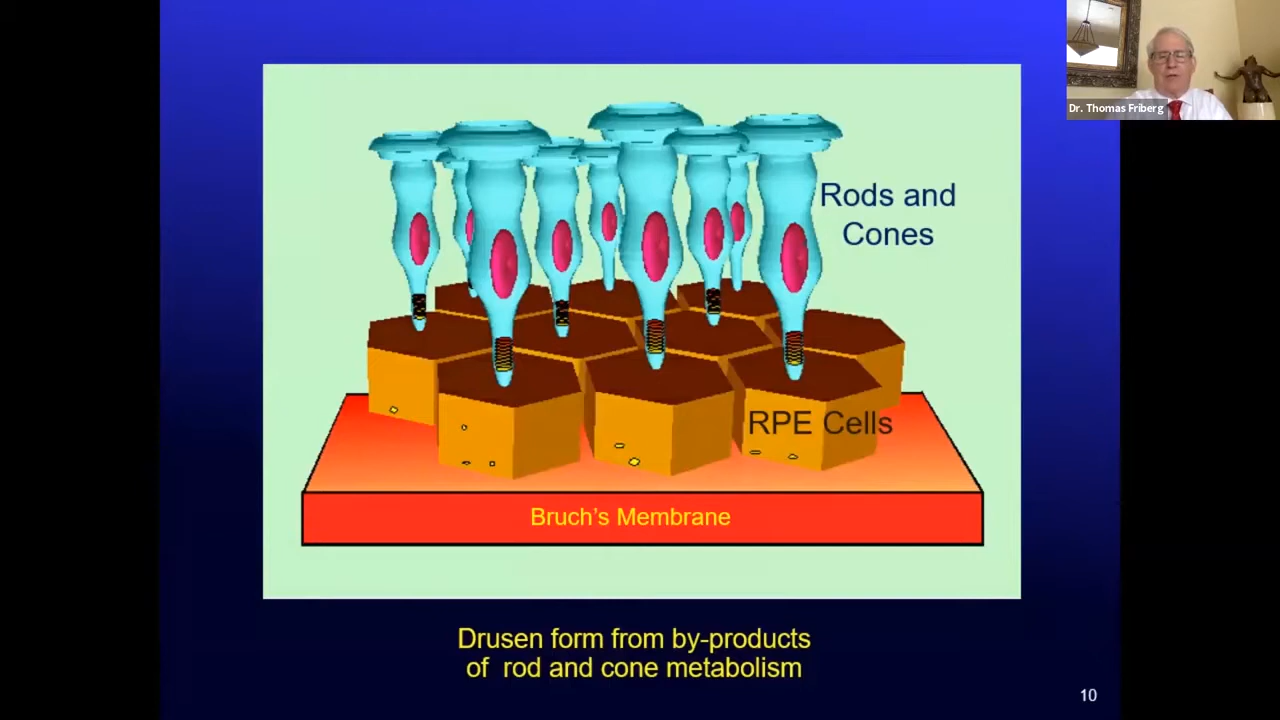 Dr. Thomas Friberg
Rods and
Cones
RPE Cells
Bruch's Membrane
Drusen form from by-products
of rod and cone metabolism
10